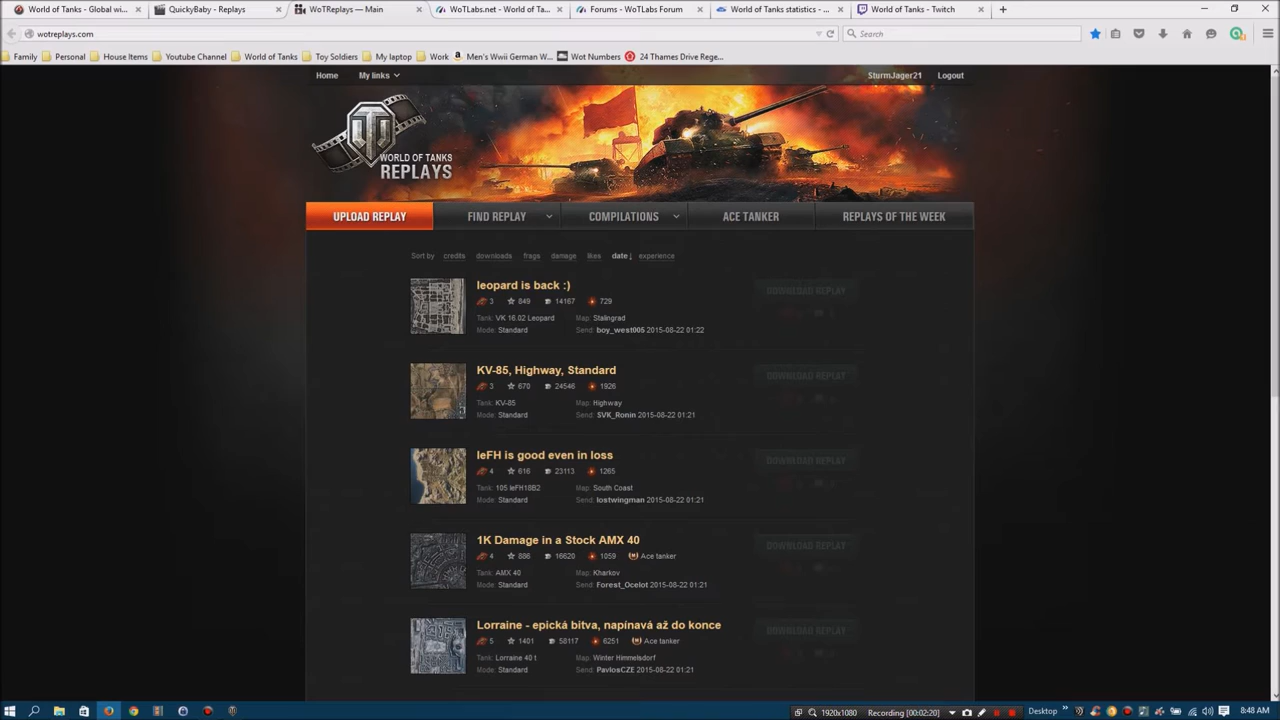 World of Tanks - Global wi...
QuickyBaby - Replays
WoTReplays — Main
WoTLabs.net - World of Ta...
Forums - WoTLabs Forum
World of Tanks statistics - ...
World of Tanks - Twitch
wotreplays.com
Search
Family
Personal
House Items
Youtube Channel
World of Tanks
Toy Soldiers
My laptop
Work
Men's Wwii German W...
Wot Numbers
24 Thames Drive Rege...
Home
My links
SturmJager21
Logout
WORLD OF TANKS
REPLAYS
UPLOAD REPLAY
FIND REPLAY
COMPILATIONS
ACE TANKER
REPLAYS OF THE WEEK
Sort by credits downloads frags damage likes date↓ experience
leopard is back :)
DOWNLOAD REPLAY
3 849 14167 729
Tank: VK 16.02 Leopard Map: Stalingrad
Mode: Standard Send: boy_west005 2015-08-22 01:22
KV-85, Highway, Standard
DOWNLOAD REPLAY
3 670 24546 1926
Tank: KV-85 Map: Highway
Mode: Standard Send: SVK_Ronin 2015-08-22 01:21
leFH is good even in loss
DOWNLOAD REPLAY
4 616 23113 1265
Tank: 105 leFH18B2 Map: South Coast
Mode: Standard Send: lostwingman 2015-08-22 01:21
1K Damage in a Stock AMX 40
DOWNLOAD REPLAY
4 886 16620 1059 Ace tanker
Tank: AMX 40 Map: Kharkov
Mode: Standard Send: Forest_Ocelot 2015-08-22 01:21
Lorraine - epická bitva, napínavá až do konce
DOWNLOAD REPLAY
5 1401 58117 6251 Ace tanker
Tank: Lorraine 40 t Map: Winter Himmelsdorf
Mode: Standard Send: PavlosCZE 2015-08-22 01:21
1920x1080
Recording [00:02:20]
Desktop
8:48 AM